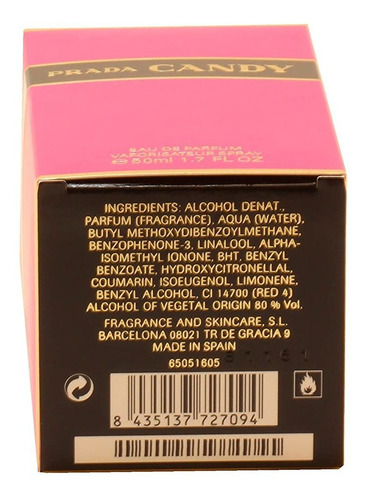 PRADA CANDY
EAU DE PARFUM
VAPORISATEUR SPRAY
50ml 1.7 FL OZ
INGREDIENTS: ALCOHOL DENAT.,
PARFUM (FRAGRANCE), AQUA (WATER),
BUTYL METHOXYDIBENZOYLMETHANE,
BENZOPHENONE-3, LINALOOL, ALPHA-
ISOMETHYL IONONE, BHT, BENZYL
BENZOATE, HYDROXYCITRONELLAL,
COUMARIN, ISOEUGENOL, LIMONENE,
BENZYL ALCOHOL, CI 14700 (RED 4)
ALCOHOL OF VEGETAL ORIGIN 80 % Vol.
FRAGRANCE AND SKINCARE, S.L.
BARCELONA 08021 TR DE GRACIA 9
MADE IN SPAIN
65051605
8 435137 727094